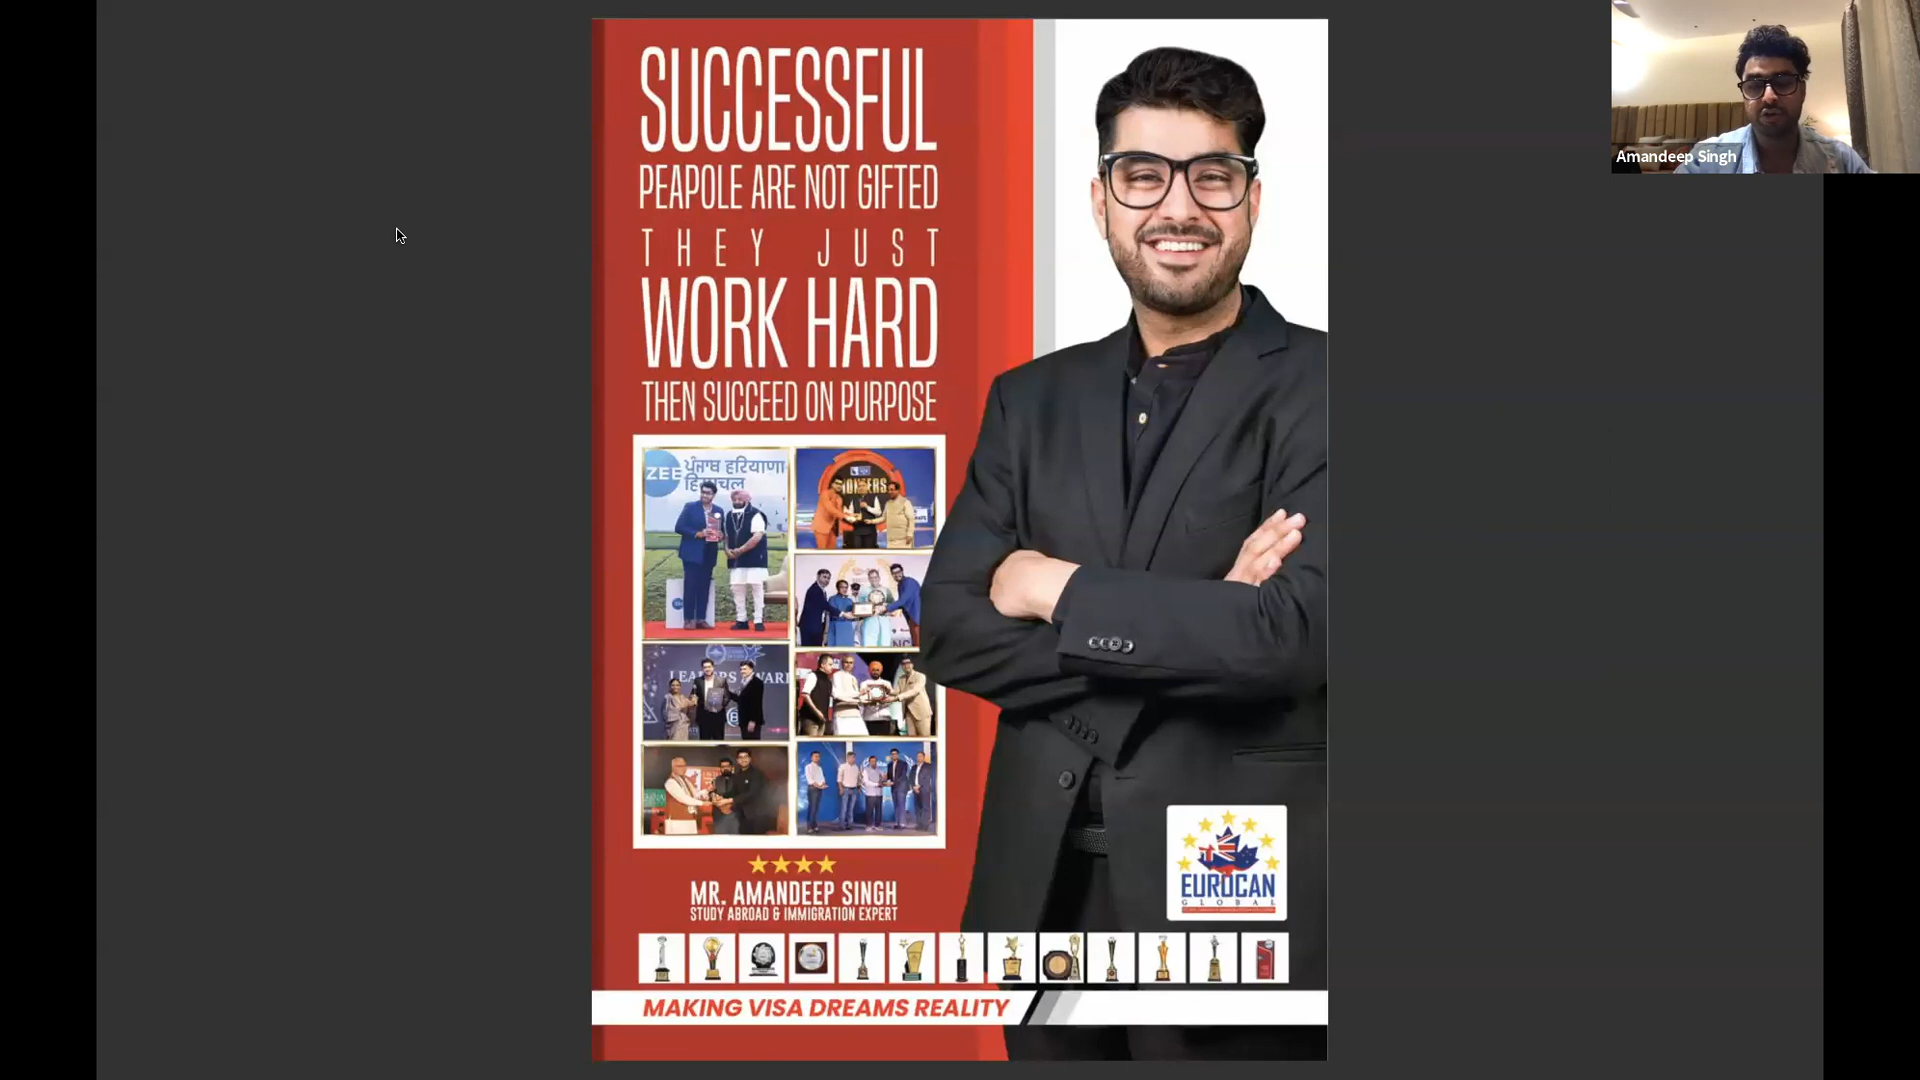 SUCCESSFUL
PEAPOLE ARE NOT GIFTED
THEY JUST
WORK HARD
THEN SUCCEED ON PURPOSE
ZEE ਪੰਜਾਬ हरियाणा
हिमाचल
MR. AMANDEEP SINGH
STUDY ABROAD & IMMIGRATION EXPERT
EUROCAN
GLOBAL
MAKING VISA DREAMS REALITY
Amandeep Singh